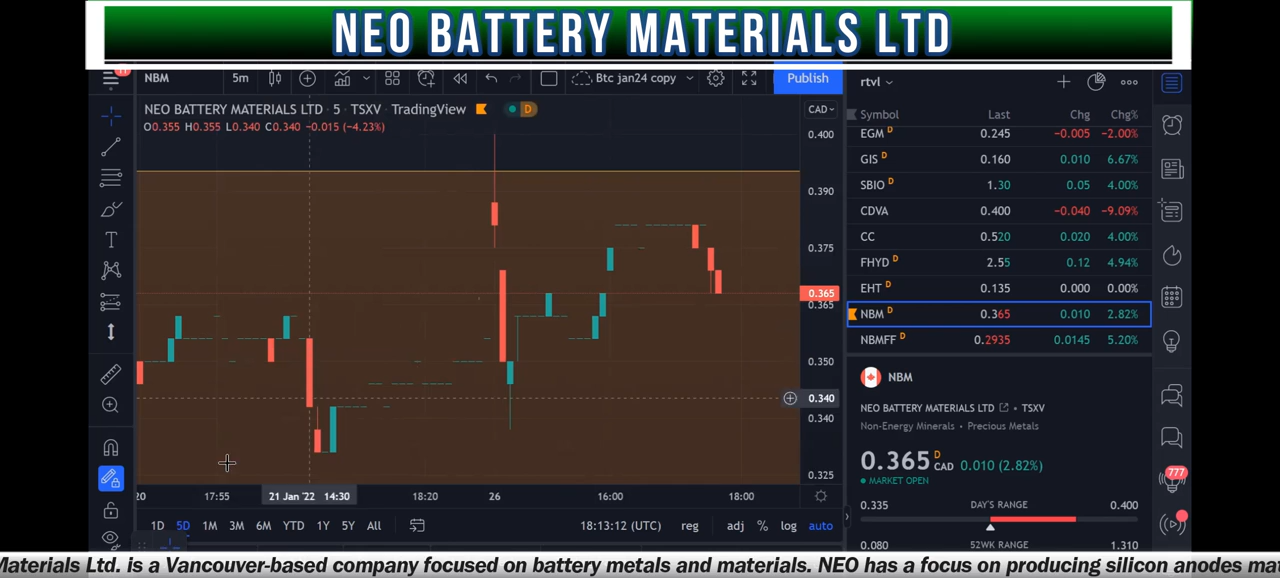 NEO BATTERY MATERIALS LTD
11
NBM 5m Btc jan24 copy Publish rtvl
NEO BATTERY MATERIALS LTD · 5 · TSXV · TradingView D CAD
O0.355 H0.355 L0.340 C0.340 −0.015 (−4.23%)
Symbol Last Chg Chg%
EGM D 0.245 −0.005 −2.00%
GIS D 0.160 0.010 6.67%
SBIO D 1.30 0.05 4.00%
CDVA 0.400 −0.040 −9.09%
CC 0.520 0.020 4.00%
FHYD D 2.55 0.12 4.94%
EHT D 0.135 0.000 0.00%
NBM D 0.365 0.010 2.82%
NBMFF D 0.2935 0.0145 5.20%
0.400
0.390
0.375
0.365
0.365
0.350
0.340
0.340
0.325
NBM
NEO BATTERY MATERIALS LTD • TSXV
Non-Energy Minerals • Precious Metals
0.365 D CAD 0.010 (2.82%)
MARKET OPEN
777
0.335 DAY'S RANGE 0.400
0.080 52WK RANGE 1.310
20 17:55 21 Jan '22 14:30 18:20 26 16:00 18:00
1D 5D 1M 3M 6M YTD 1Y 5Y All 18:13:12 (UTC) reg adj % log auto
Materials Ltd. is a Vancouver-based company focused on battery metals and materials. NEO has a focus on producing silicon anodes mat